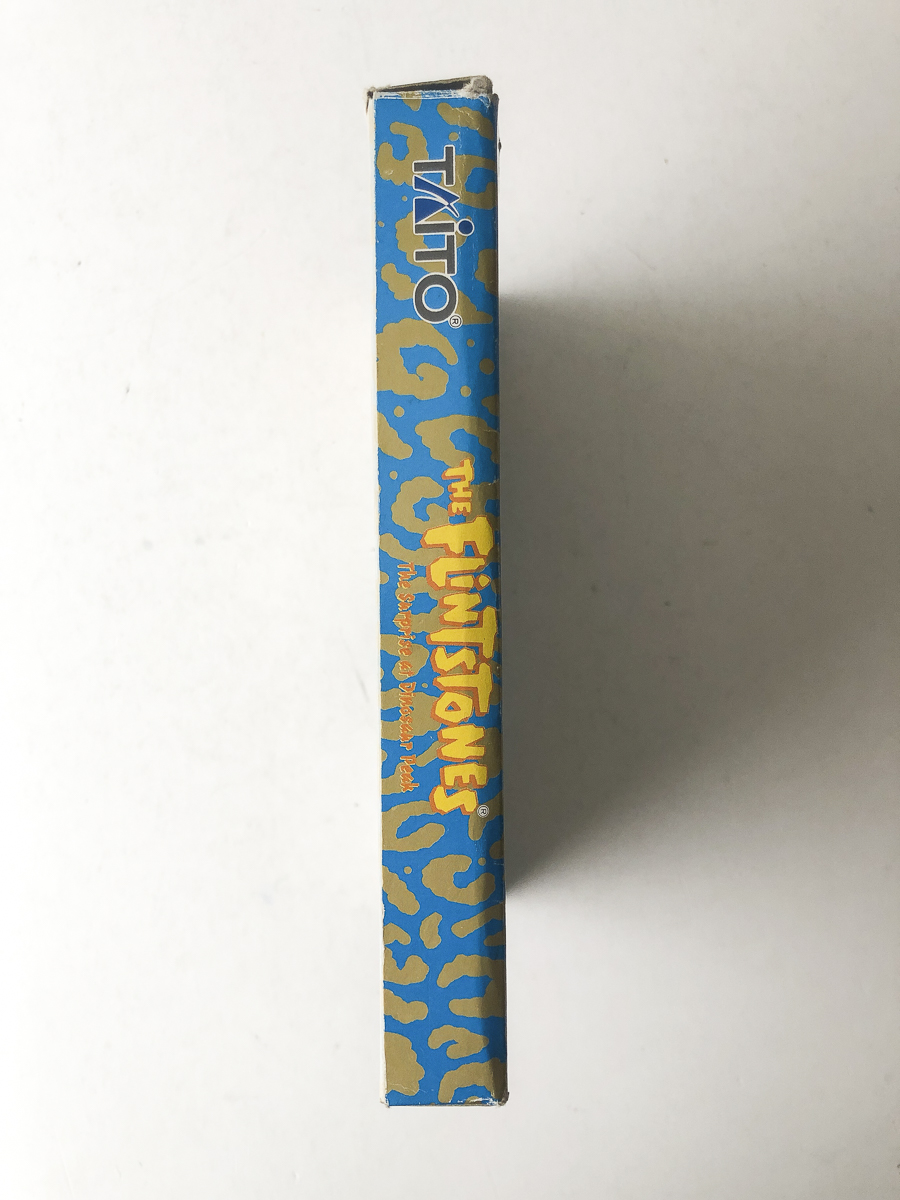 TAITO®
THE FLINTSTONES®
The Surprise at Dinosaur Peak